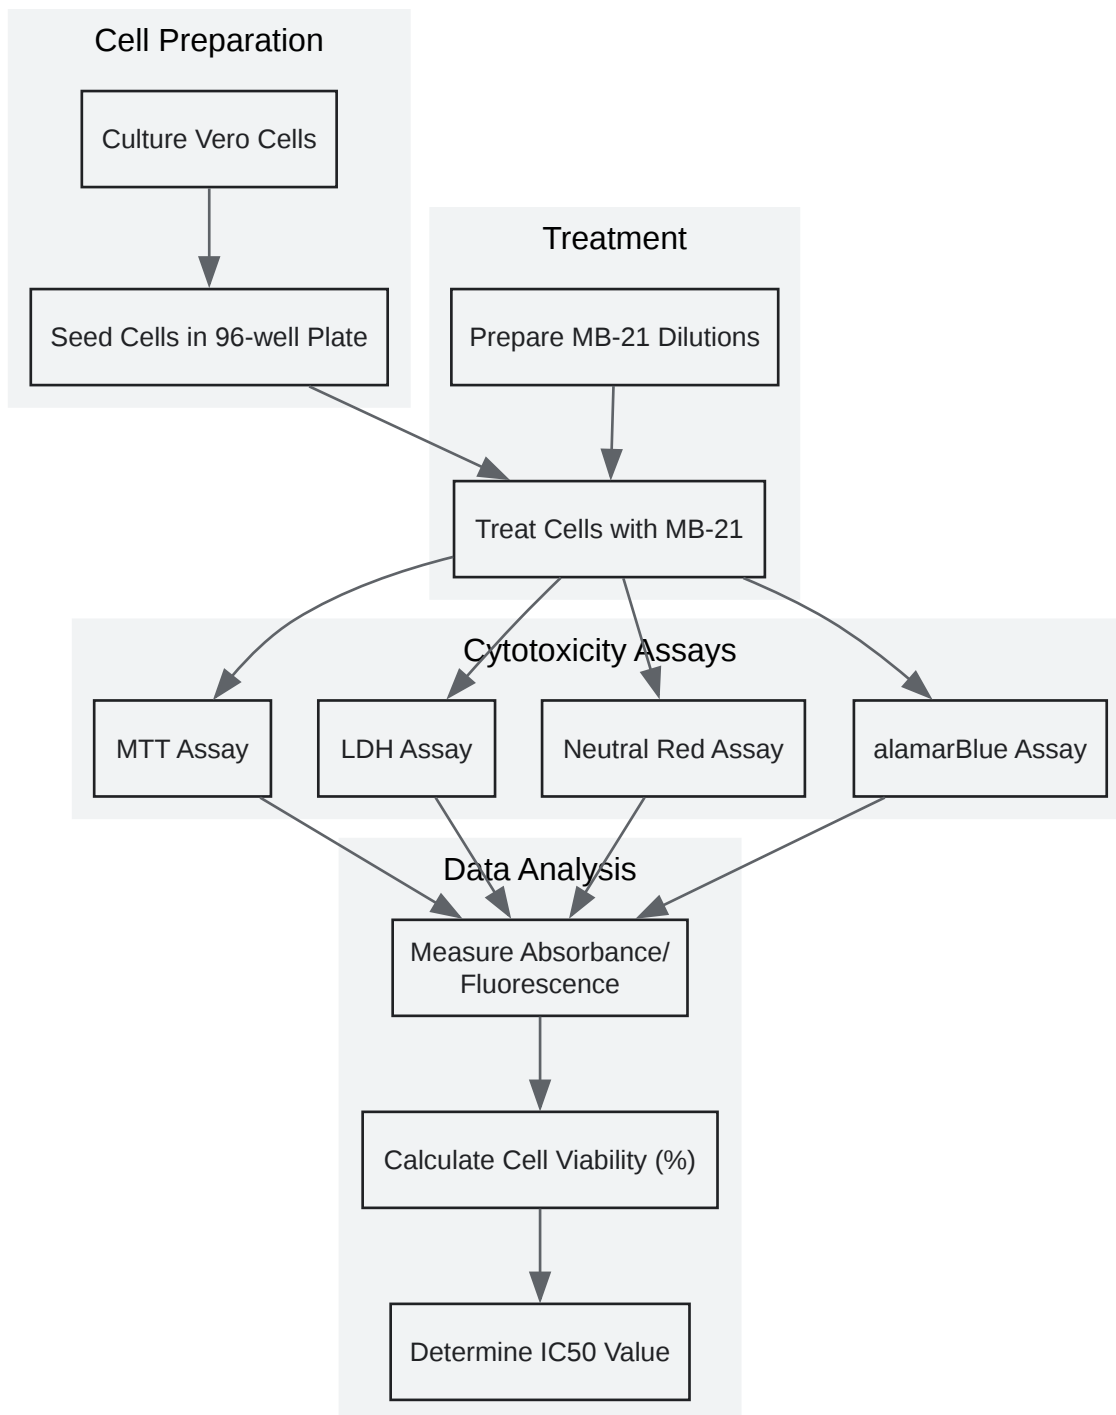 Cell Preparation
Culture Vero Cells
Seed Cells in 96-well Plate
Treatment
Prepare MB-21 Dilutions
Treat Cells with MB-21
Cytotoxicity Assays
MTT Assay
LDH Assay
Neutral Red Assay
alamarBlue Assay
Data Analysis
Measure Absorbance/
Fluorescence
Calculate Cell Viability (%)
Determine IC50 Value